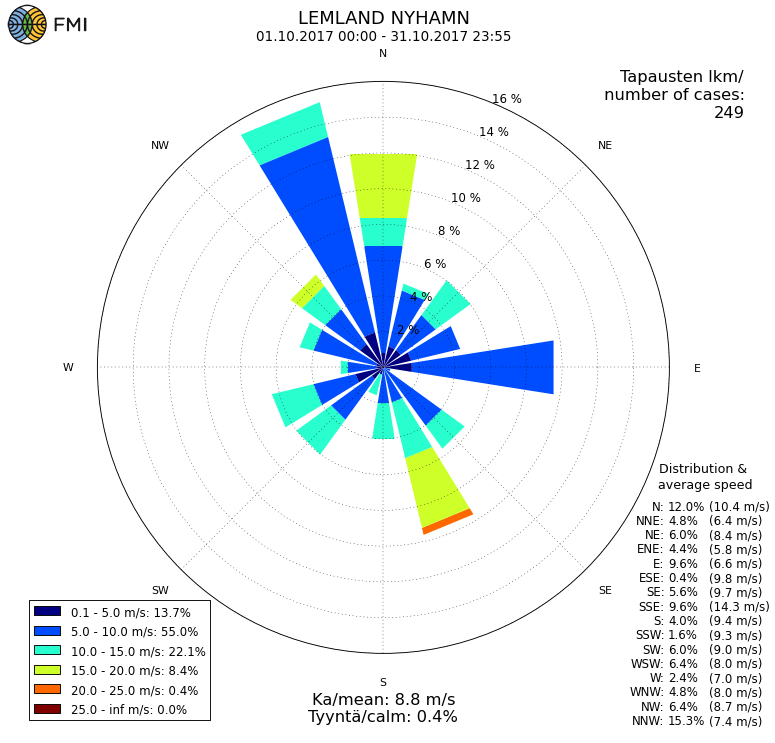 FMI
LEMLAND NYHAMN
01.10.2017 00:00 - 31.10.2017 23:55
Tapausten lkm/
number of cases:
249
N
NE
E
SE
S
SW
W
NW
16 %
14 %
12 %
10 %
8 %
6 %
4 %
2 %
Distribution &
average speed
N: 12.0% (10.4 m/s)
NNE: 4.8% (6.4 m/s)
NE: 6.0% (8.4 m/s)
ENE: 4.4% (5.8 m/s)
E: 9.6% (6.6 m/s)
ESE: 0.4% (9.8 m/s)
SE: 5.6% (9.7 m/s)
SSE: 9.6% (14.3 m/s)
S: 4.0% (9.4 m/s)
SSW: 1.6% (9.3 m/s)
SW: 6.0% (9.0 m/s)
WSW: 6.4% (8.0 m/s)
W: 2.4% (7.0 m/s)
WNW: 4.8% (8.0 m/s)
NW: 6.4% (8.7 m/s)
NNW: 15.3% (7.4 m/s)
0.1 - 5.0 m/s: 13.7%
5.0 - 10.0 m/s: 55.0%
10.0 - 15.0 m/s: 22.1%
15.0 - 20.0 m/s: 8.4%
20.0 - 25.0 m/s: 0.4%
25.0 - inf m/s: 0.0%
Ka/mean: 8.8 m/s
Tyyntä/calm: 0.4%